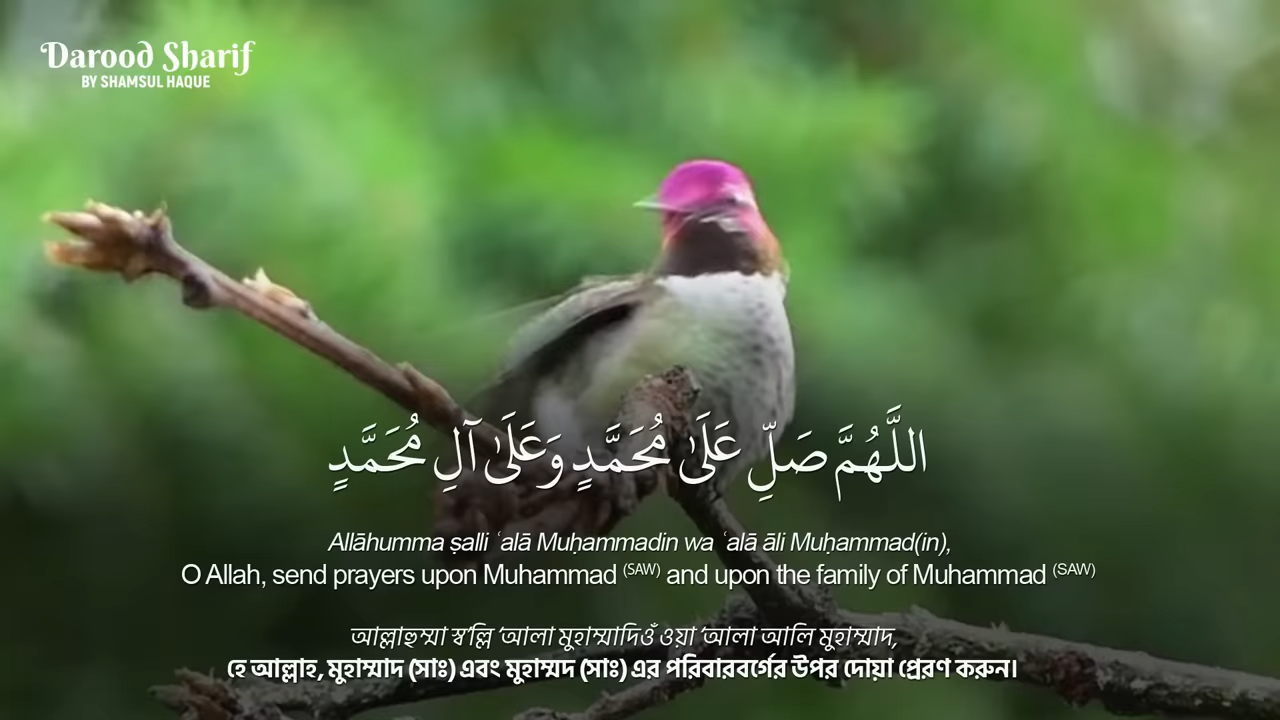 Darood Sharif
BY SHAMSUL HAQUE
اللَّهُمَّ صَلِّ عَلَىٰ مُحَمَّدٍ وَعَلَىٰ آلِ مُحَمَّدٍ
Allāhumma ṣalli ʿalā Muḥammadin wa ʿalā āli Muḥammad(in),
O Allah, send prayers upon Muhammad (SAW) and upon the family of Muhammad (SAW)
আল্লাহুম্মা স্ব’ল্লি ‘আলা মুহাম্মাদিওঁ ওয়া ‘আলা আলি মুহাম্মাদ,
হে আল্লাহ, মুহাম্মাদ (সাঃ) এবং মুহাম্মদ (সাঃ) এর পরিবারবর্গের উপর দোয়া প্রেরণ করুন।